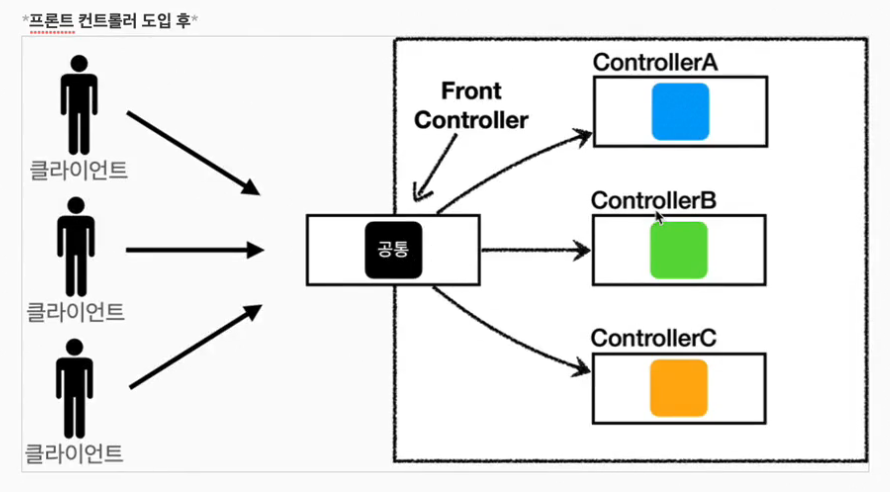 *프론트 컨트롤러 도입 후*
클라이언트
클라이언트
클라이언트
Front
Controller
공통
ControllerA
ControllerB
ControllerC